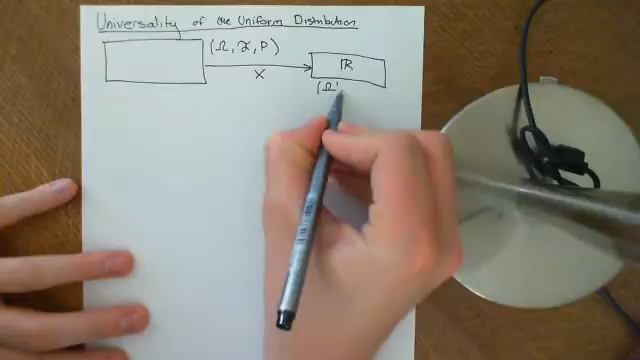 Universality of the Uniform Distribution
(Ω, ℱ, P)
X
ℝ
(Ω'